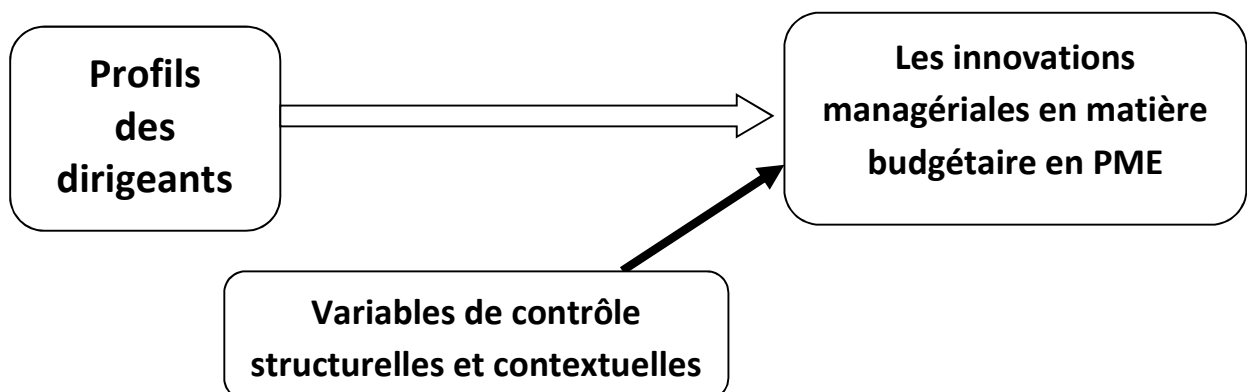 Profils
des
dirigeants
Les innovations
managériales en matière
budgétaire en PME
Variables de contrôle
structurelles et contextuelles